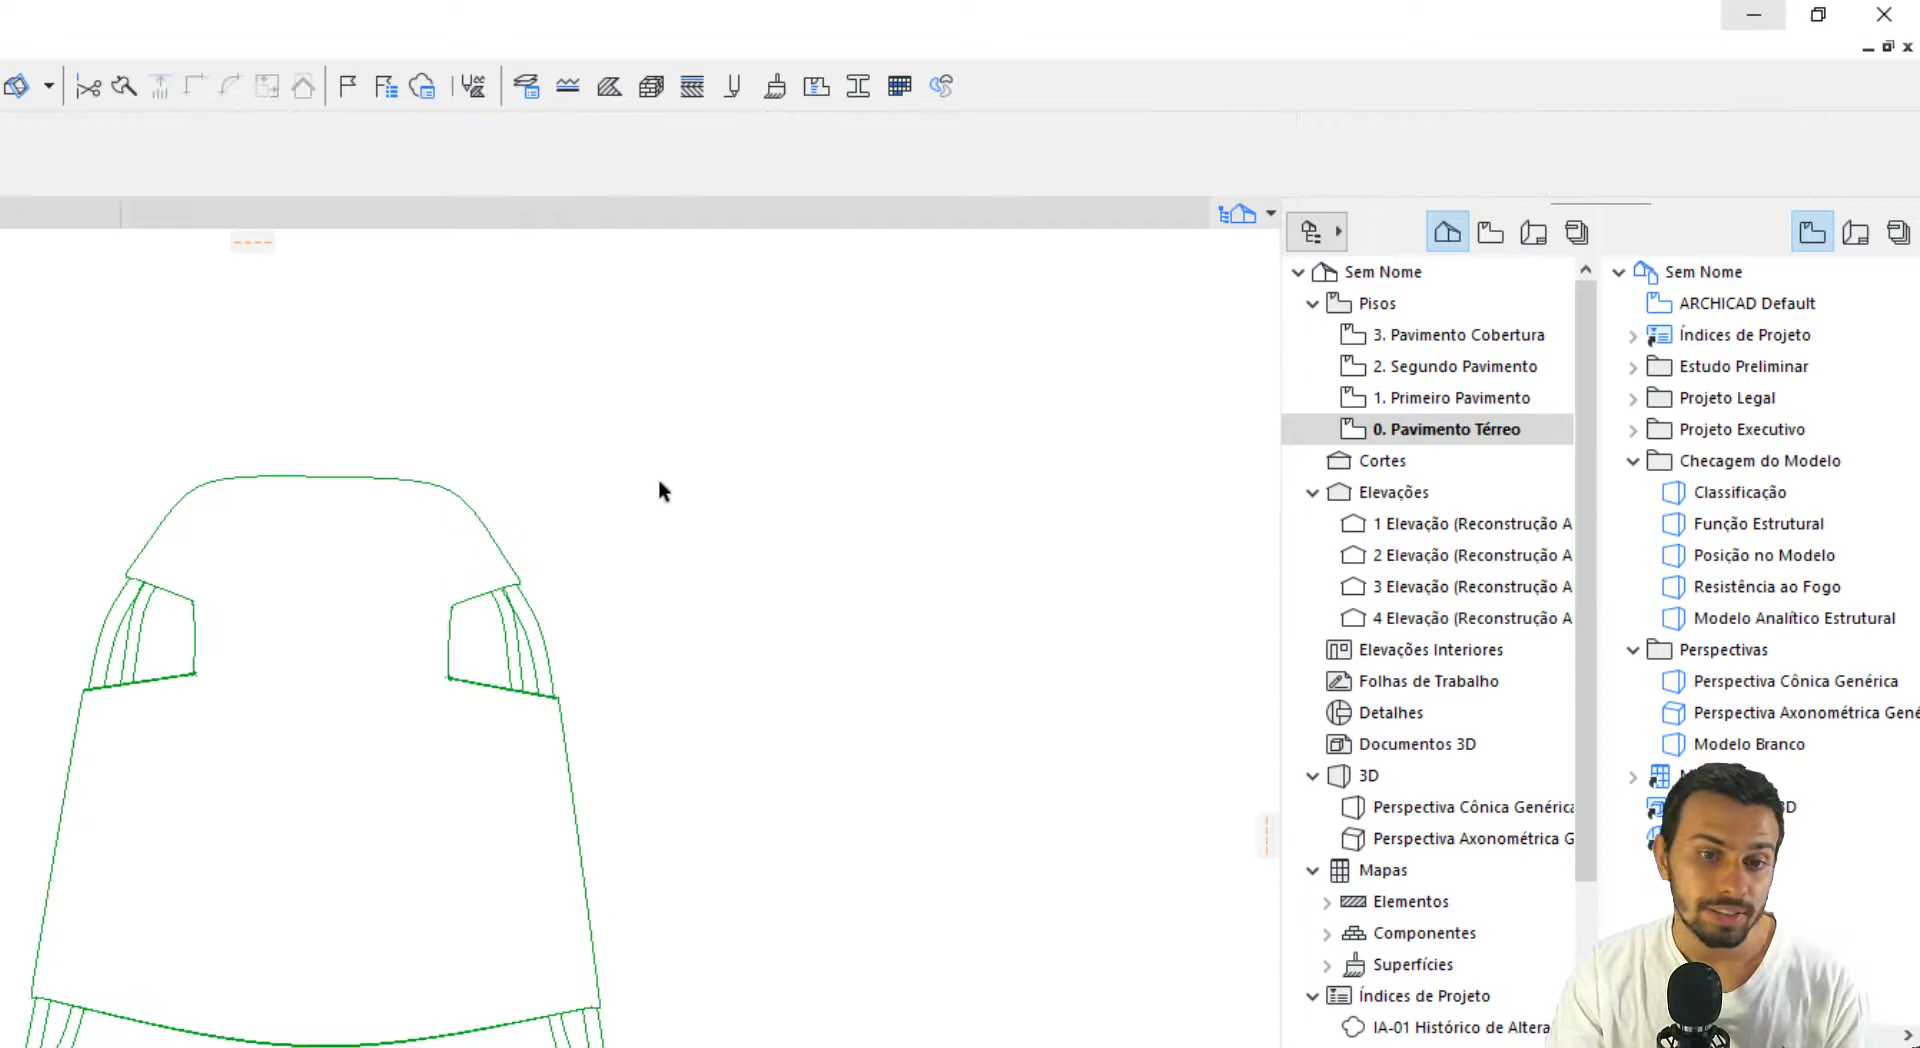 Sem Nome
Pisos
3. Pavimento Cobertura
2. Segundo Pavimento
1. Primeiro Pavimento
0. Pavimento Térreo
Cortes
Elevações
1 Elevação (Reconstrução A
2 Elevação (Reconstrução A
3 Elevação (Reconstrução A
4 Elevação (Reconstrução A
Elevações Interiores
Folhas de Trabalho
Detalhes
Documentos 3D
3D
Perspectiva Cônica Genérica
Perspectiva Axonométrica G
Mapas
Elementos
Componentes
Superfícies
Índices de Projeto
IA-01 Histórico de Altera
Sem Nome
ARCHICAD Default
Índices de Projeto
Estudo Preliminar
Projeto Legal
Projeto Executivo
Checagem do Modelo
Classificação
Função Estrutural
Posição no Modelo
Resistência ao Fogo
Modelo Analítico Estrutural
Perspectivas
Perspectiva Cônica Genérica
Perspectiva Axonométrica Gené
Modelo Branco